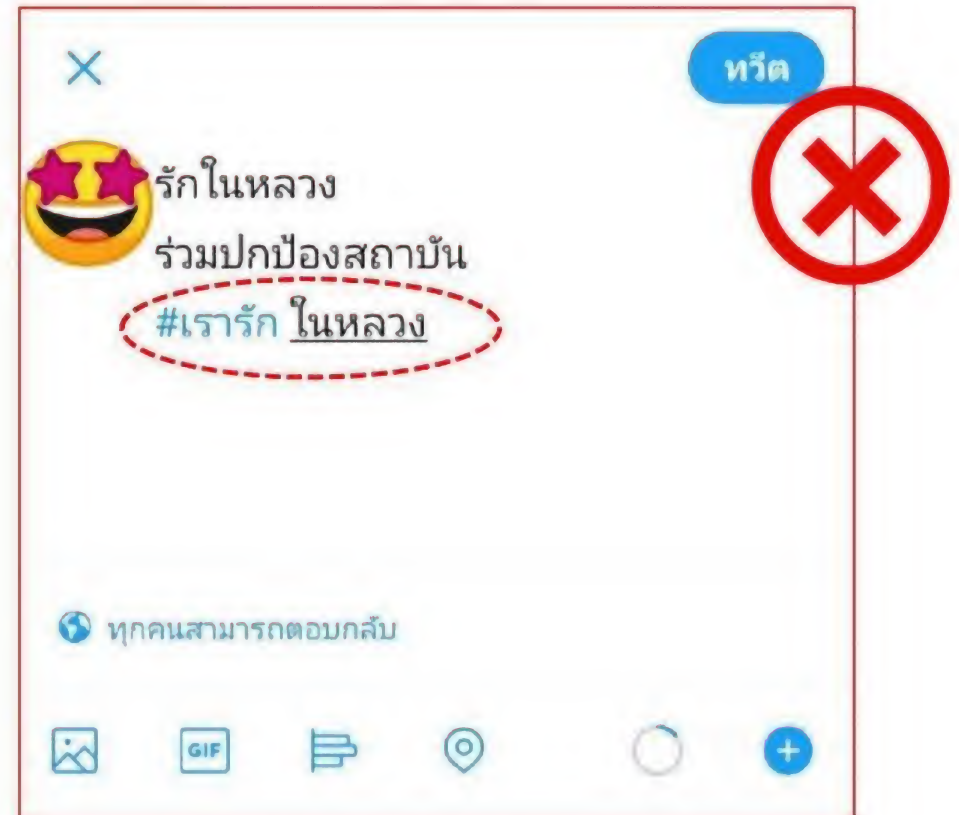 ทวีต
รักในหลวง
ร่วมปกป้องสถาบัน
#เรารัก ในหลวง
ทุกคนสามารถตอบกลับ
GIF